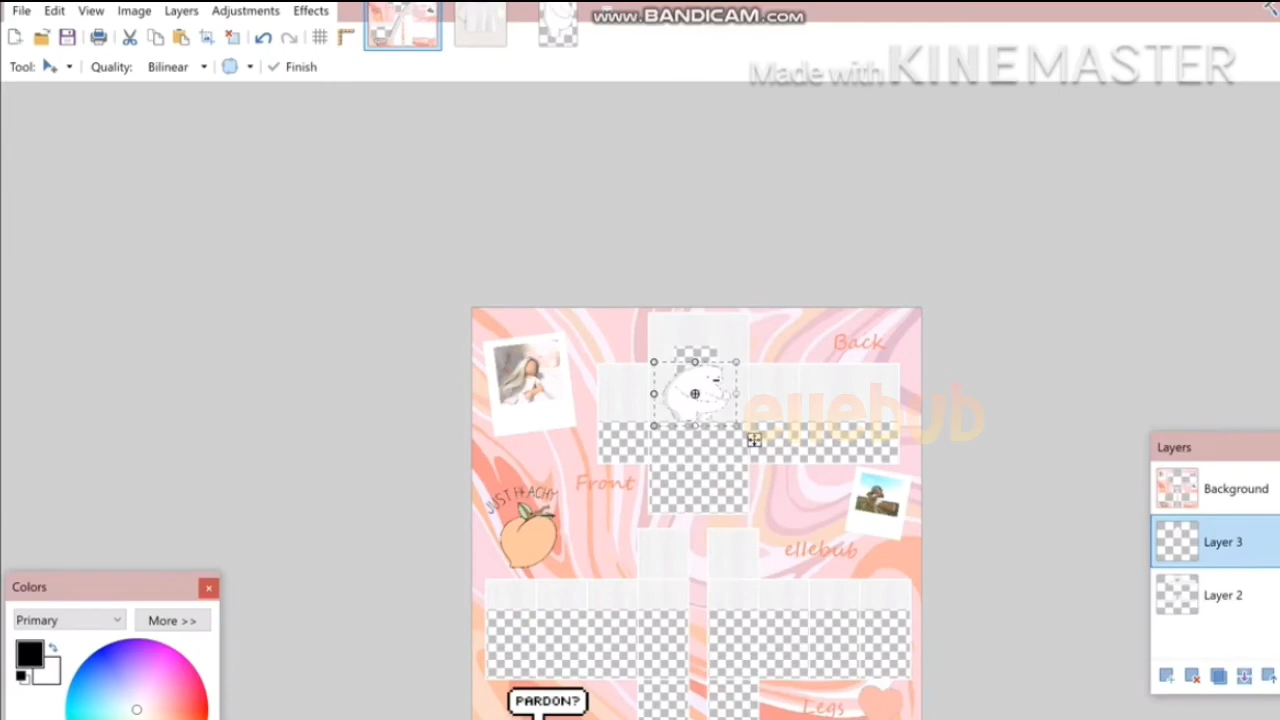 File Edit View Image Layers Adjustments Effects
www.BANDICAM.com
Made with KINEMASTER
Tool: Quality: Bilinear Finish
Back
ellebub
Front
JUST PEACHY
ellebub
Layers
Background
Layer 3
Layer 2
Colors
Primary More >>
PARDON?
Legs